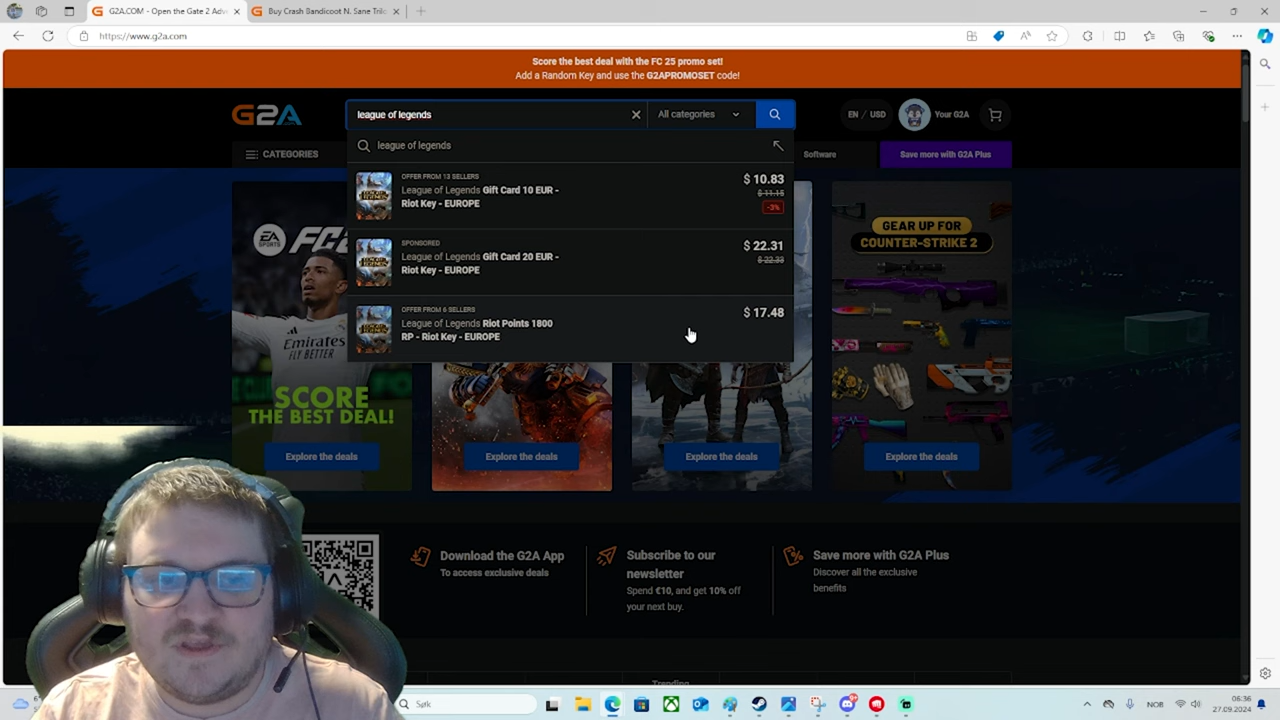 G2A.COM - Open the Gate 2 Adve
Buy Crash Bandicoot N. Sane Trilo
https://www.g2a.com
Score the best deal with the FC 25 promo set!
Add a Random Key and use the G2APROMOSET code!
G2A
league of legends
All categories
EN / USD
Your G2A
CATEGORIES
league of legends
Software
Save more with G2A Plus
OFFER FROM 13 SELLERS
League of Legends Gift Card 10 EUR -
Riot Key - EUROPE
$ 10.83
$ 11.15
-3%
SPONSORED
League of Legends Gift Card 20 EUR -
Riot Key - EUROPE
$ 22.31
$ 22.33
OFFER FROM 6 SELLERS
League of Legends Riot Points 1800
RP - Riot Key - EUROPE
$ 17.48
EA
SPORTS
FC
Emirates
FLY BETTER
SCORE
THE BEST DEAL!
GEAR UP FOR
COUNTER-STRIKE 2
Explore the deals
Explore the deals
Explore the deals
Explore the deals
Download the G2A App
To access exclusive deals
Subscribe to our
newsletter
Spend €10, and get 10% off
your next buy.
Save more with G2A Plus
Discover all the exclusive
benefits
Trending
Søk
NOR
06:36
27.09.2024